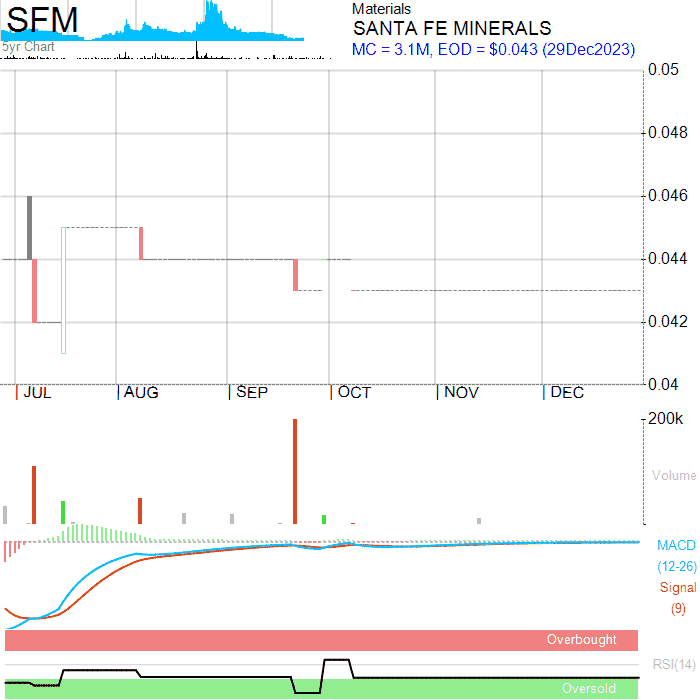 SFM
Materials
SANTA FE MINERALS
MC = 3.1M, EOD = $0.043 (29Dec2023)
5yr Chart
0.05
0.048
0.046
0.044
0.042
0.04
JUL AUG SEP OCT NOV DEC
200k
Volume
MACD
(12-26)
Signal
(9)
Overbought
RSI(14)
Oversold